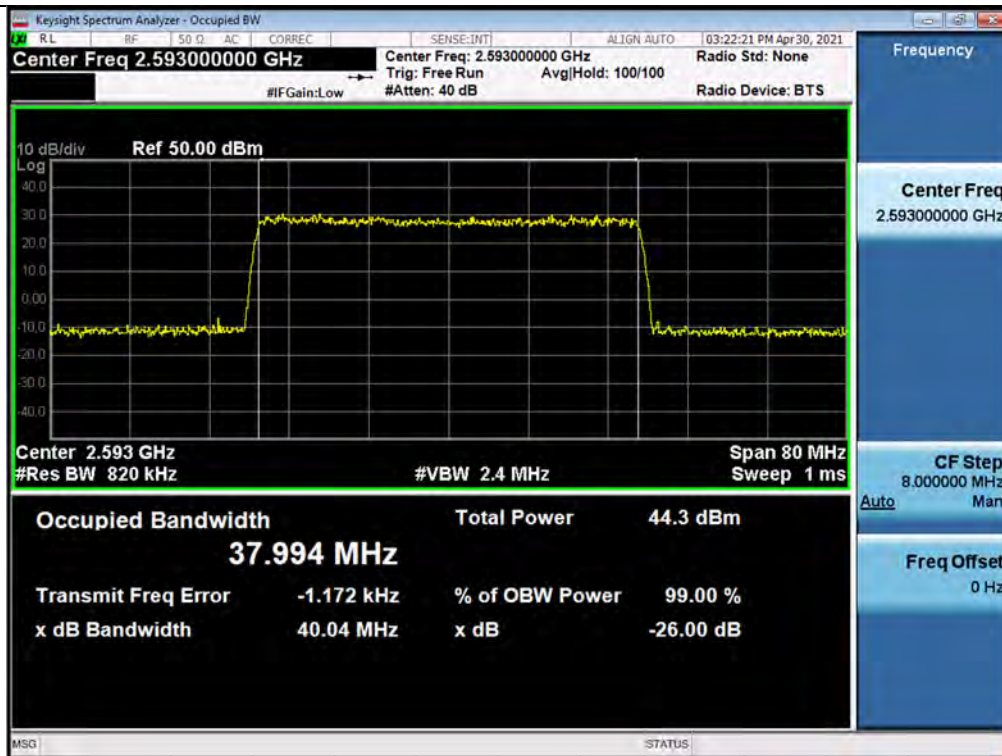 Keysight Spectrum Analyzer - Occupied BW
LXI RL RF 50 Ω AC CORREC SENSE:INT ALIGN AUTO 03:22:21 PM Apr 30, 2021
Center Freq 2.593000000 GHz
Center Freq: 2.593000000 GHz Radio Std: None
Trig: Free Run Avg|Hold: 100/100
#IFGain:Low #Atten: 40 dB Radio Device: BTS
10 dB/div Ref 50.00 dBm
Log
40.0
30.0
20.0
10.0
0.00
-10.0
-20.0
-30.0
-40.0
Center 2.593 GHz Span 80 MHz
#Res BW 820 kHz #VBW 2.4 MHz Sweep 1 ms
Occupied Bandwidth Total Power 44.3 dBm
37.994 MHz
Transmit Freq Error -1.172 kHz % of OBW Power 99.00 %
x dB Bandwidth 40.04 MHz x dB -26.00 dB
MSG STATUS
Frequency
Center Freq
2.593000000 GHz
CF Step
8.000000 MHz
Auto Man
Freq Offset
0 Hz